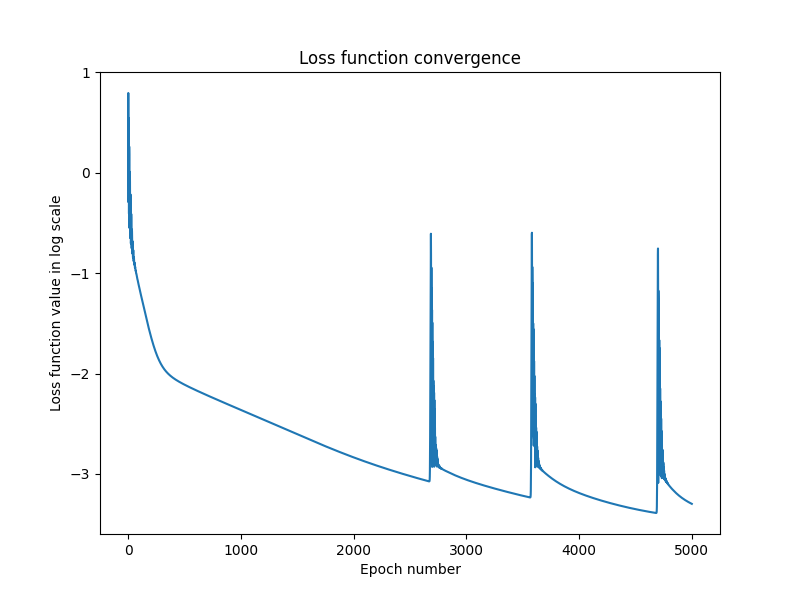 Loss function convergence
Loss function value in log scale
1
0
−1
−2
−3
0 1000 2000 3000 4000 5000
Epoch number